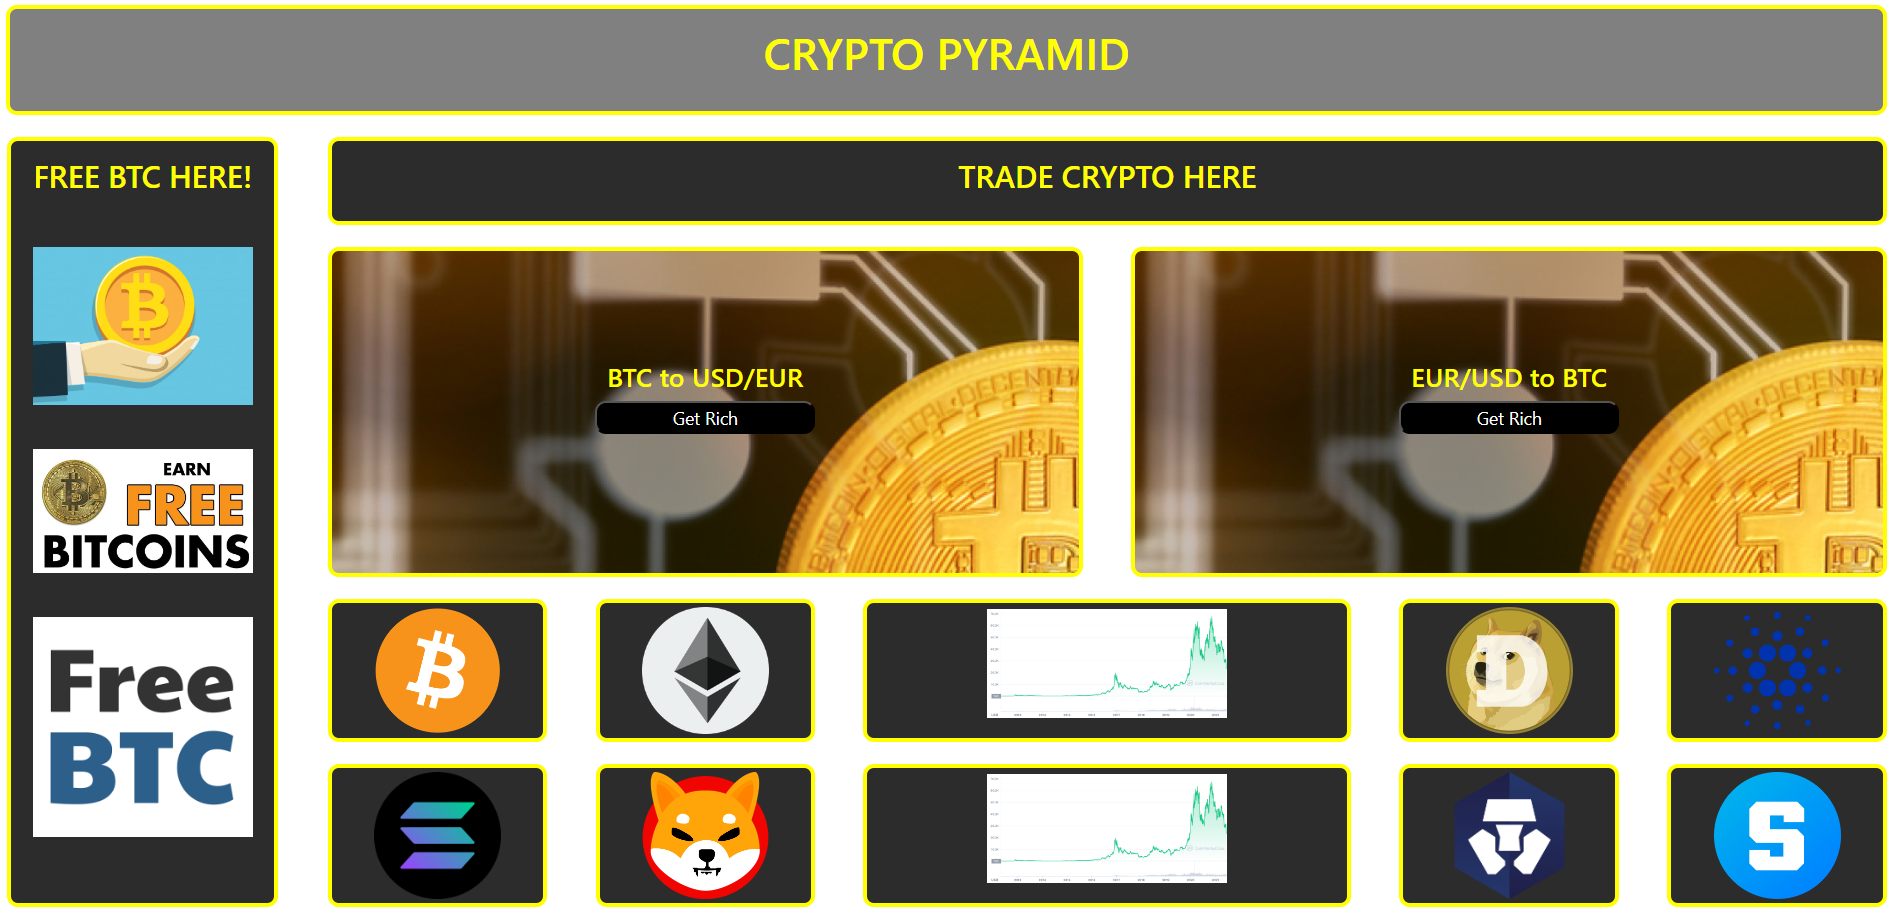 CRYPTO PYRAMID
FREE BTC HERE!
EARN
FREE
BITCOINS
Free
BTC
TRADE CRYPTO HERE
BTC to USD/EUR
Get Rich
EUR/USD to BTC
Get Rich